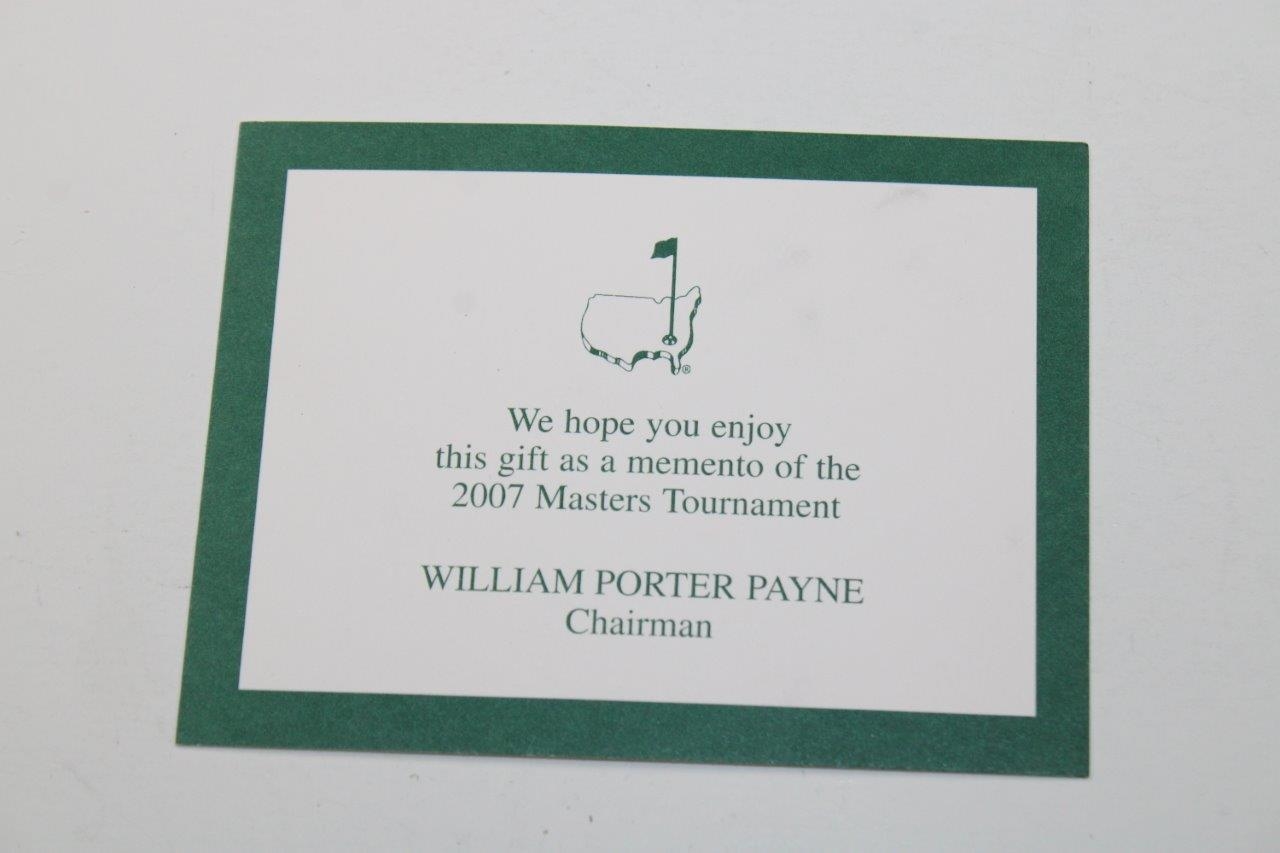 ®
We hope you enjoy
this gift as a memento of the
2007 Masters Tournament
WILLIAM PORTER PAYNE
Chairman